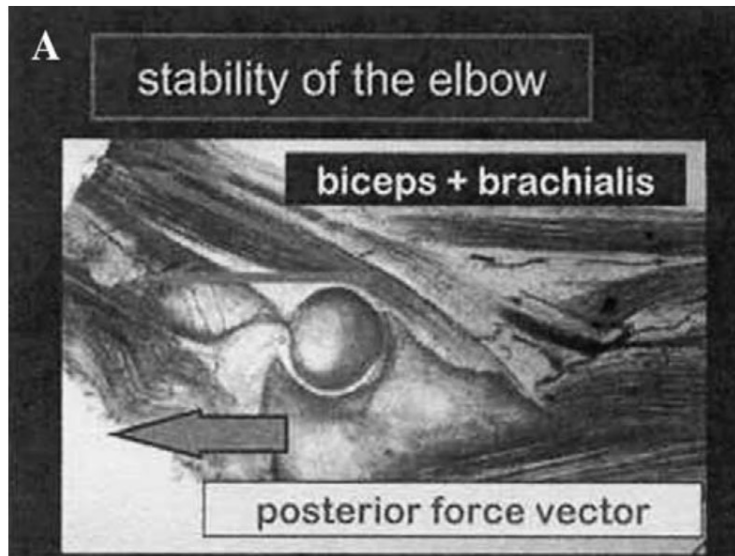 A
stability of the elbow
biceps + brachialis
posterior force vector